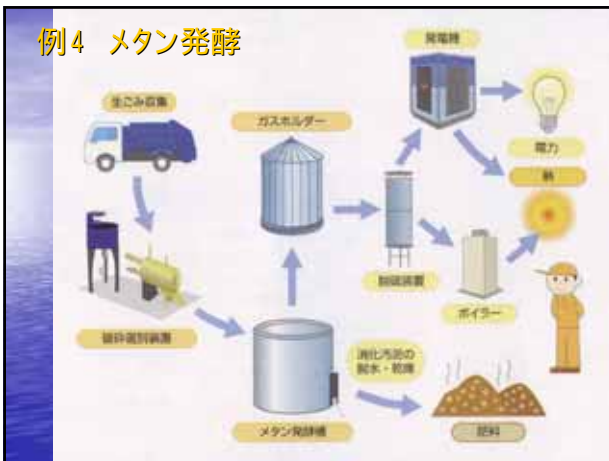 例4 メタン発酵
発電機
生ごみ収集
ガスホルダー
電力
熱
脱硫装置
ボイラー
破砕選別装置
消化汚泥の
脱水・乾燥
メタン発酵槽
肥料